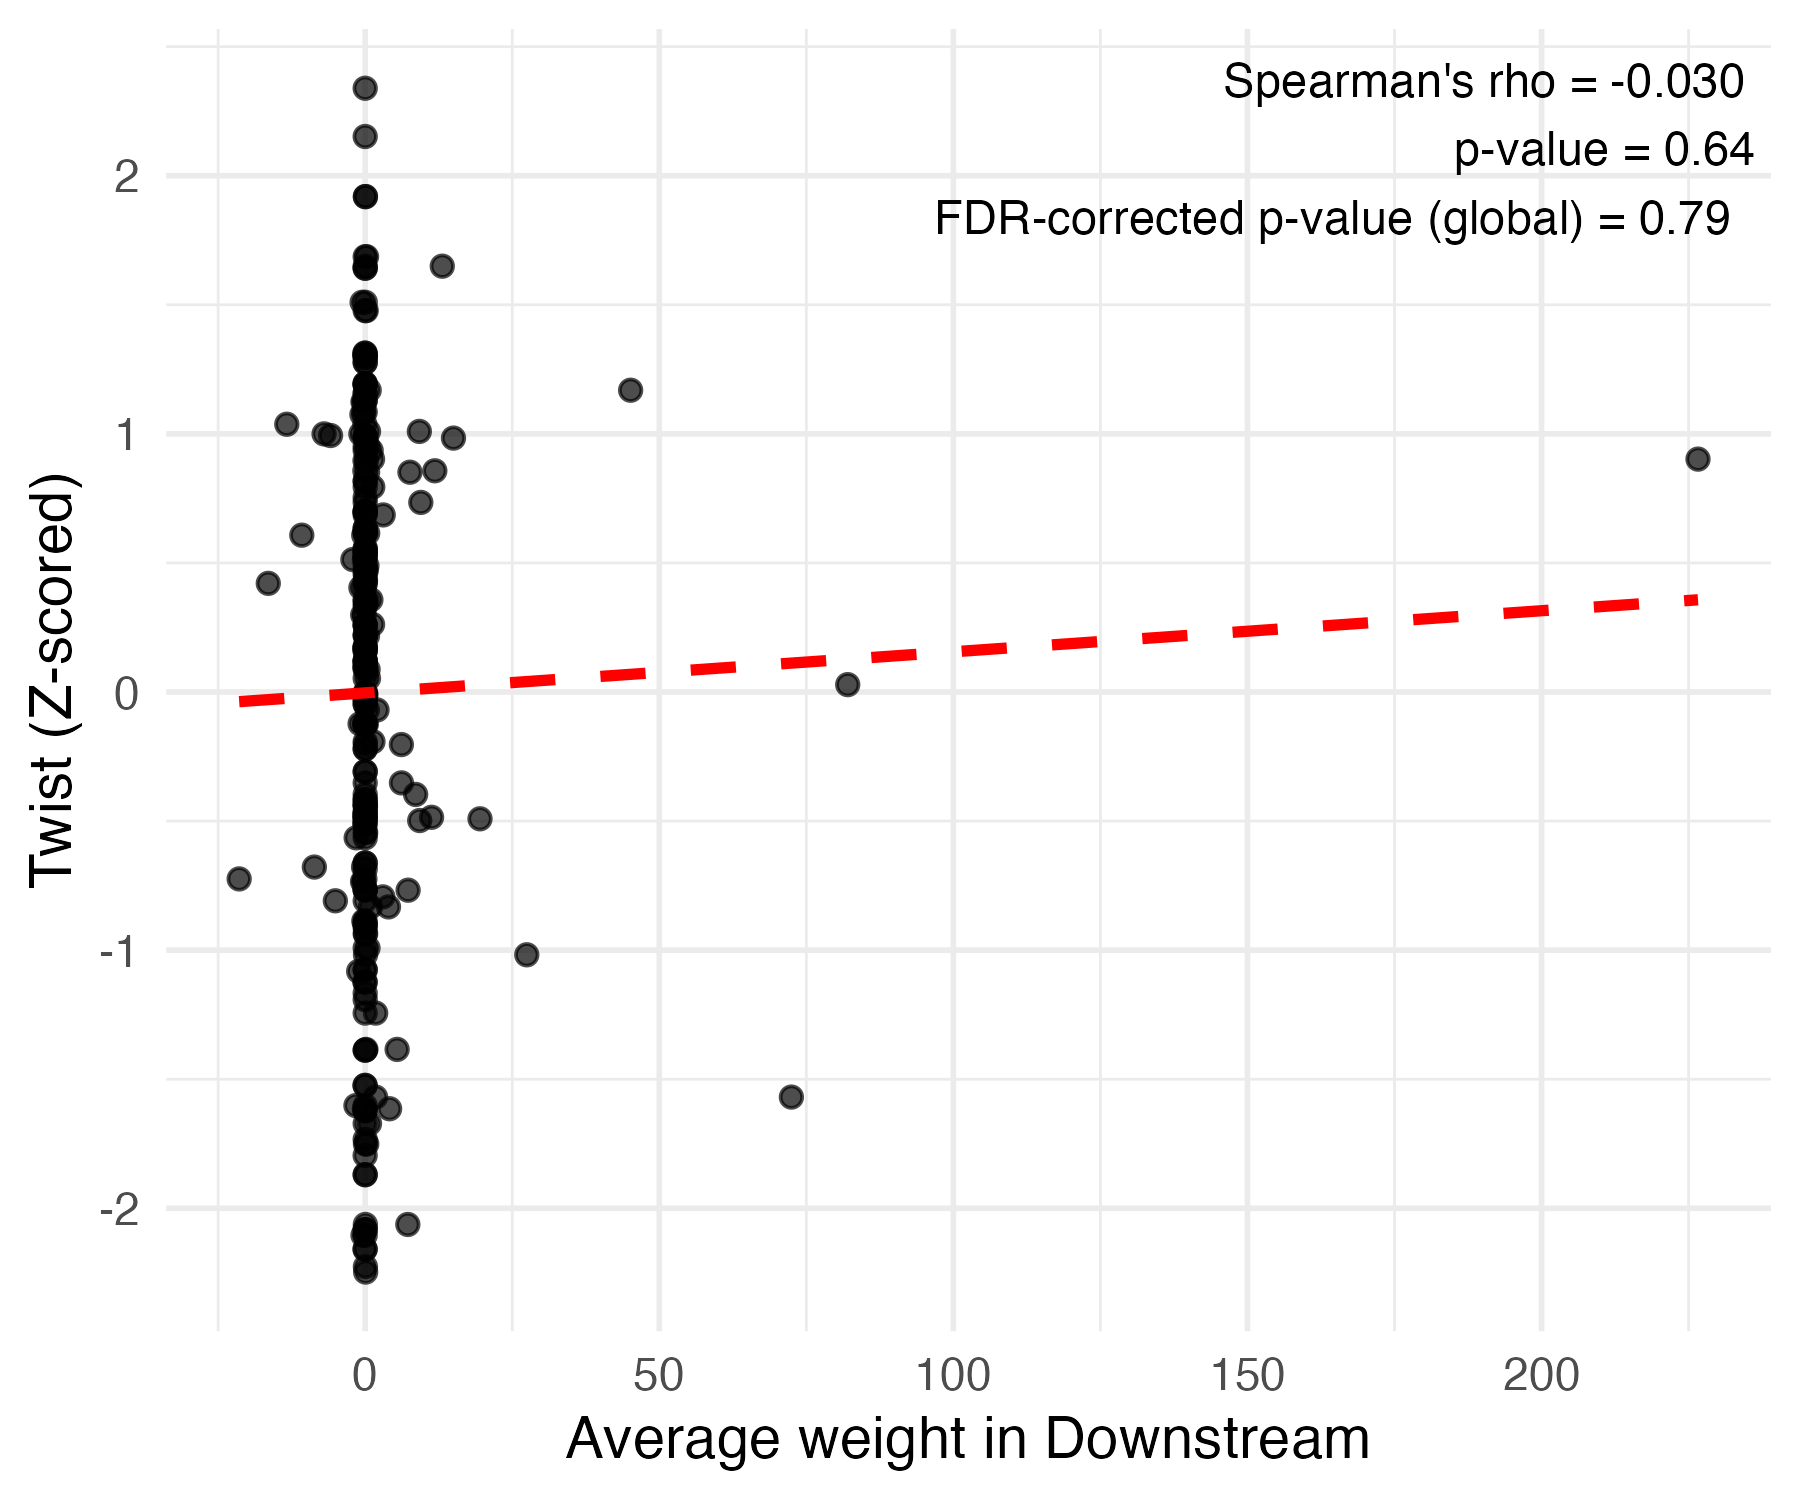 Spearman's rho = -0.030
p-value = 0.64
FDR-corrected p-value (global) = 0.79
2
1
0
-1
-2
Twist (Z-scored)
0 50 100 150 200
Average weight in Downstream